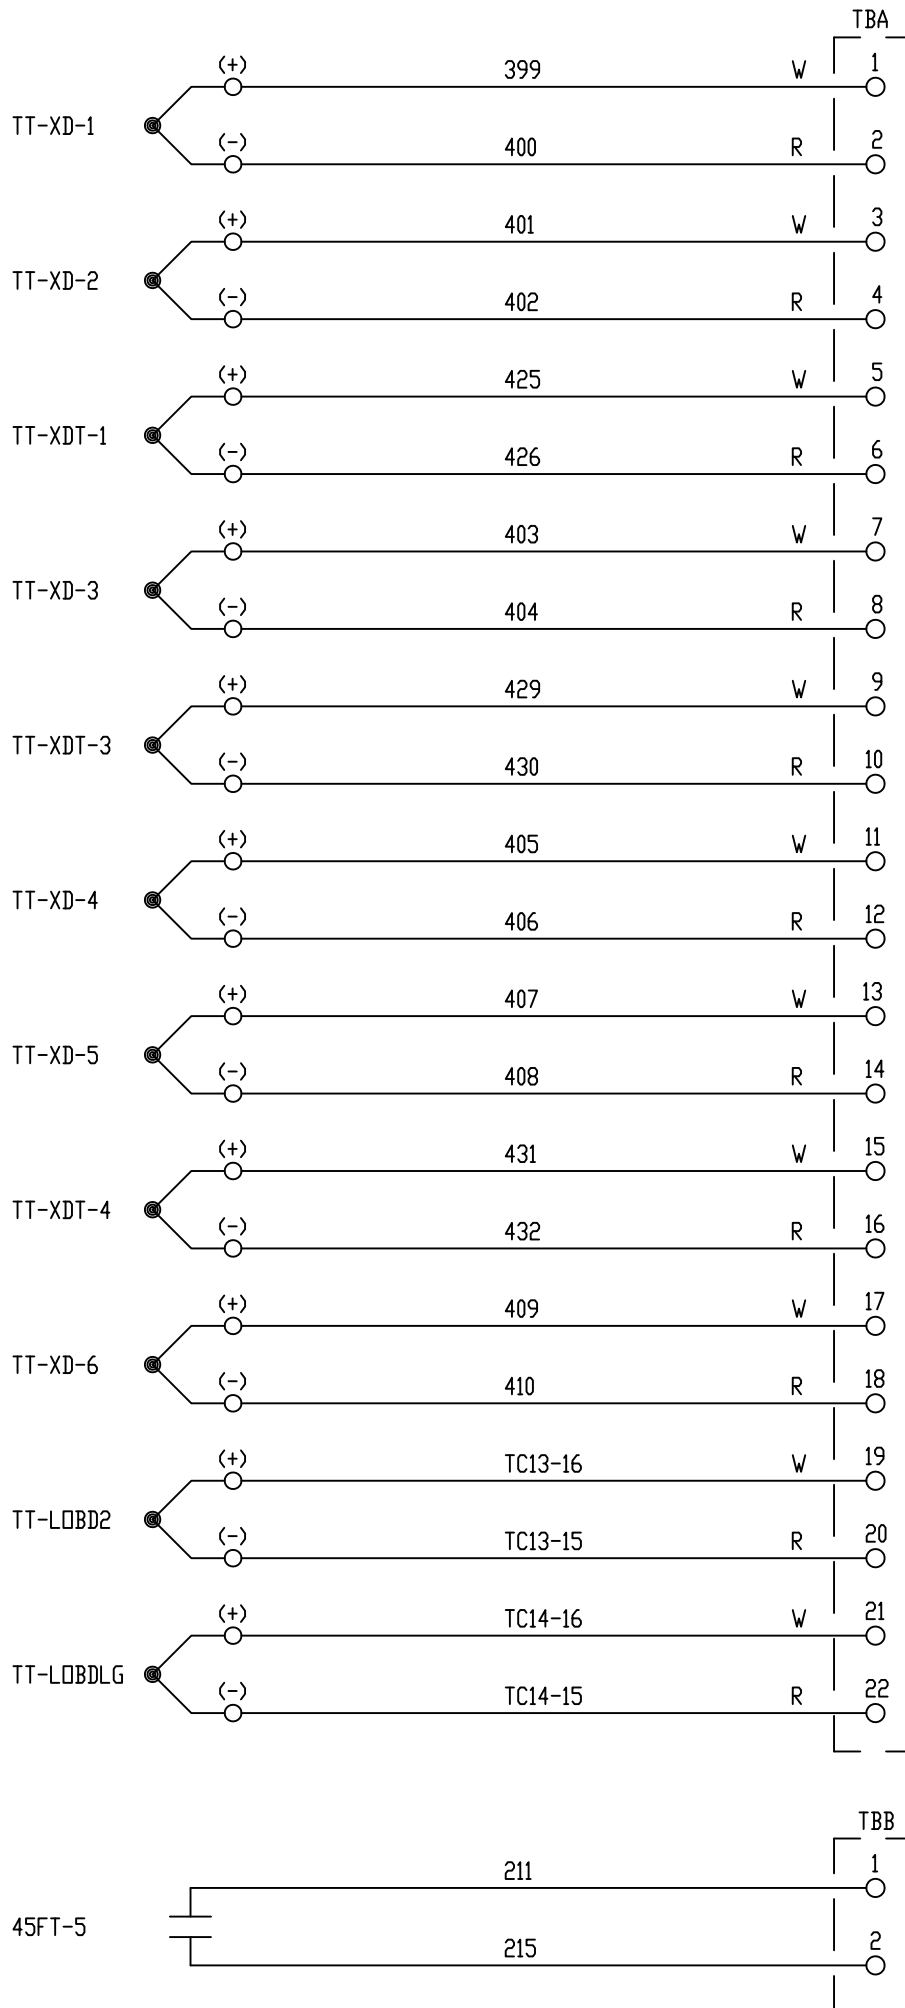 TBA
(+) 399 W 1
TT-XD-1
(-) 400 R 2
(+) 401 W 3
TT-XD-2
(-) 402 R 4
(+) 425 W 5
TT-XDT-1
(-) 426 R 6
(+) 403 W 7
TT-XD-3
(-) 404 R 8
(+) 429 W 9
TT-XDT-3
(-) 430 R 10
(+) 405 W 11
TT-XD-4
(-) 406 R 12
(+) 407 W 13
TT-XD-5
(-) 408 R 14
(+) 431 W 15
TT-XDT-4
(-) 432 R 16
(+) 409 W 17
TT-XD-6
(-) 410 R 18
(+) TC13-16 W 19
TT-LOBD2
(-) TC13-15 R 20
(+) TC14-16 W 21
TT-LOBDLG
(-) TC14-15 R 22
TBB
211 1
45FT-5
215 2